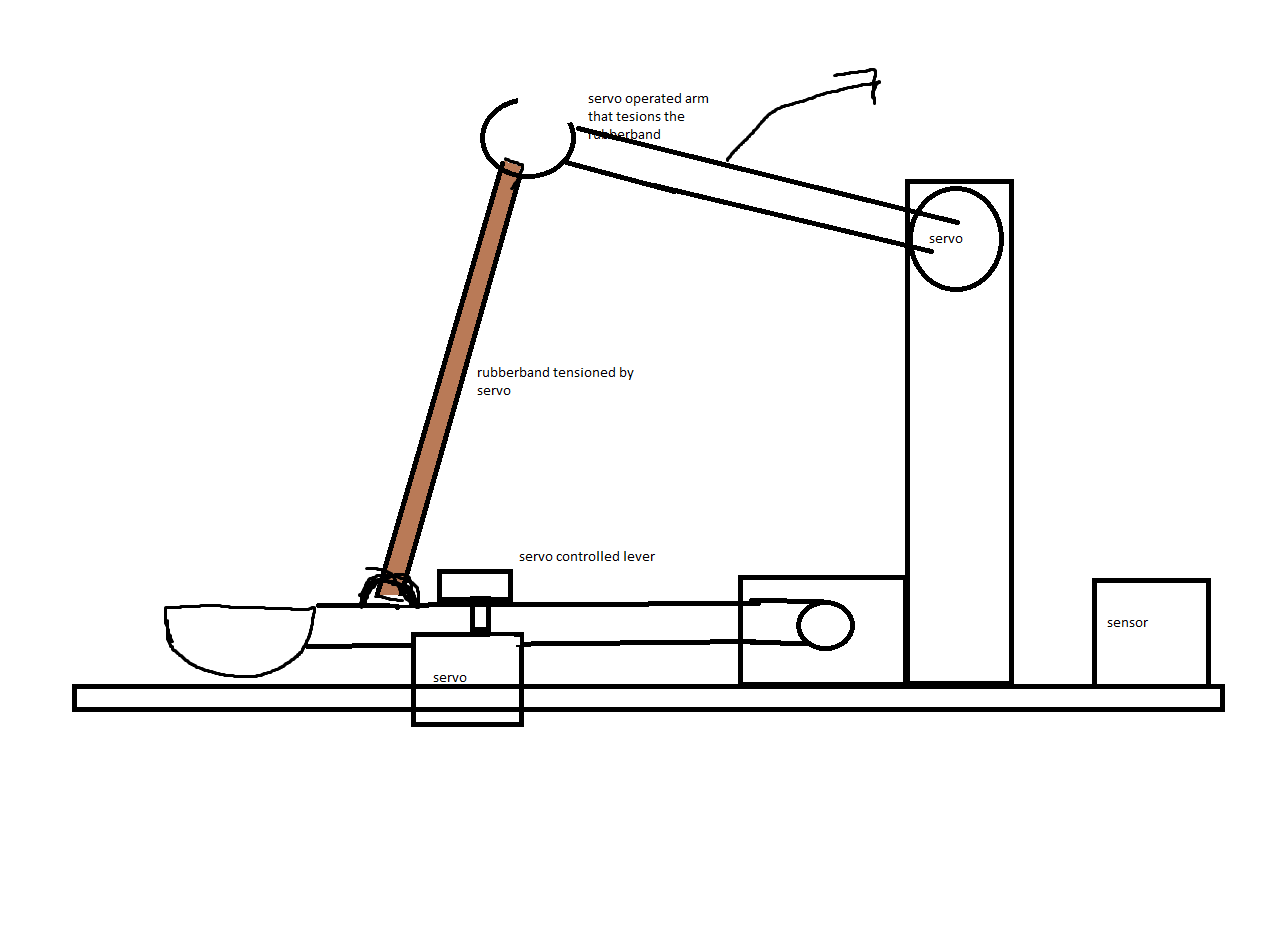 servo operated arm
that tesions the
rubberband
servo
rubberband tensioned by
servo
servo controlled lever
sensor
servo